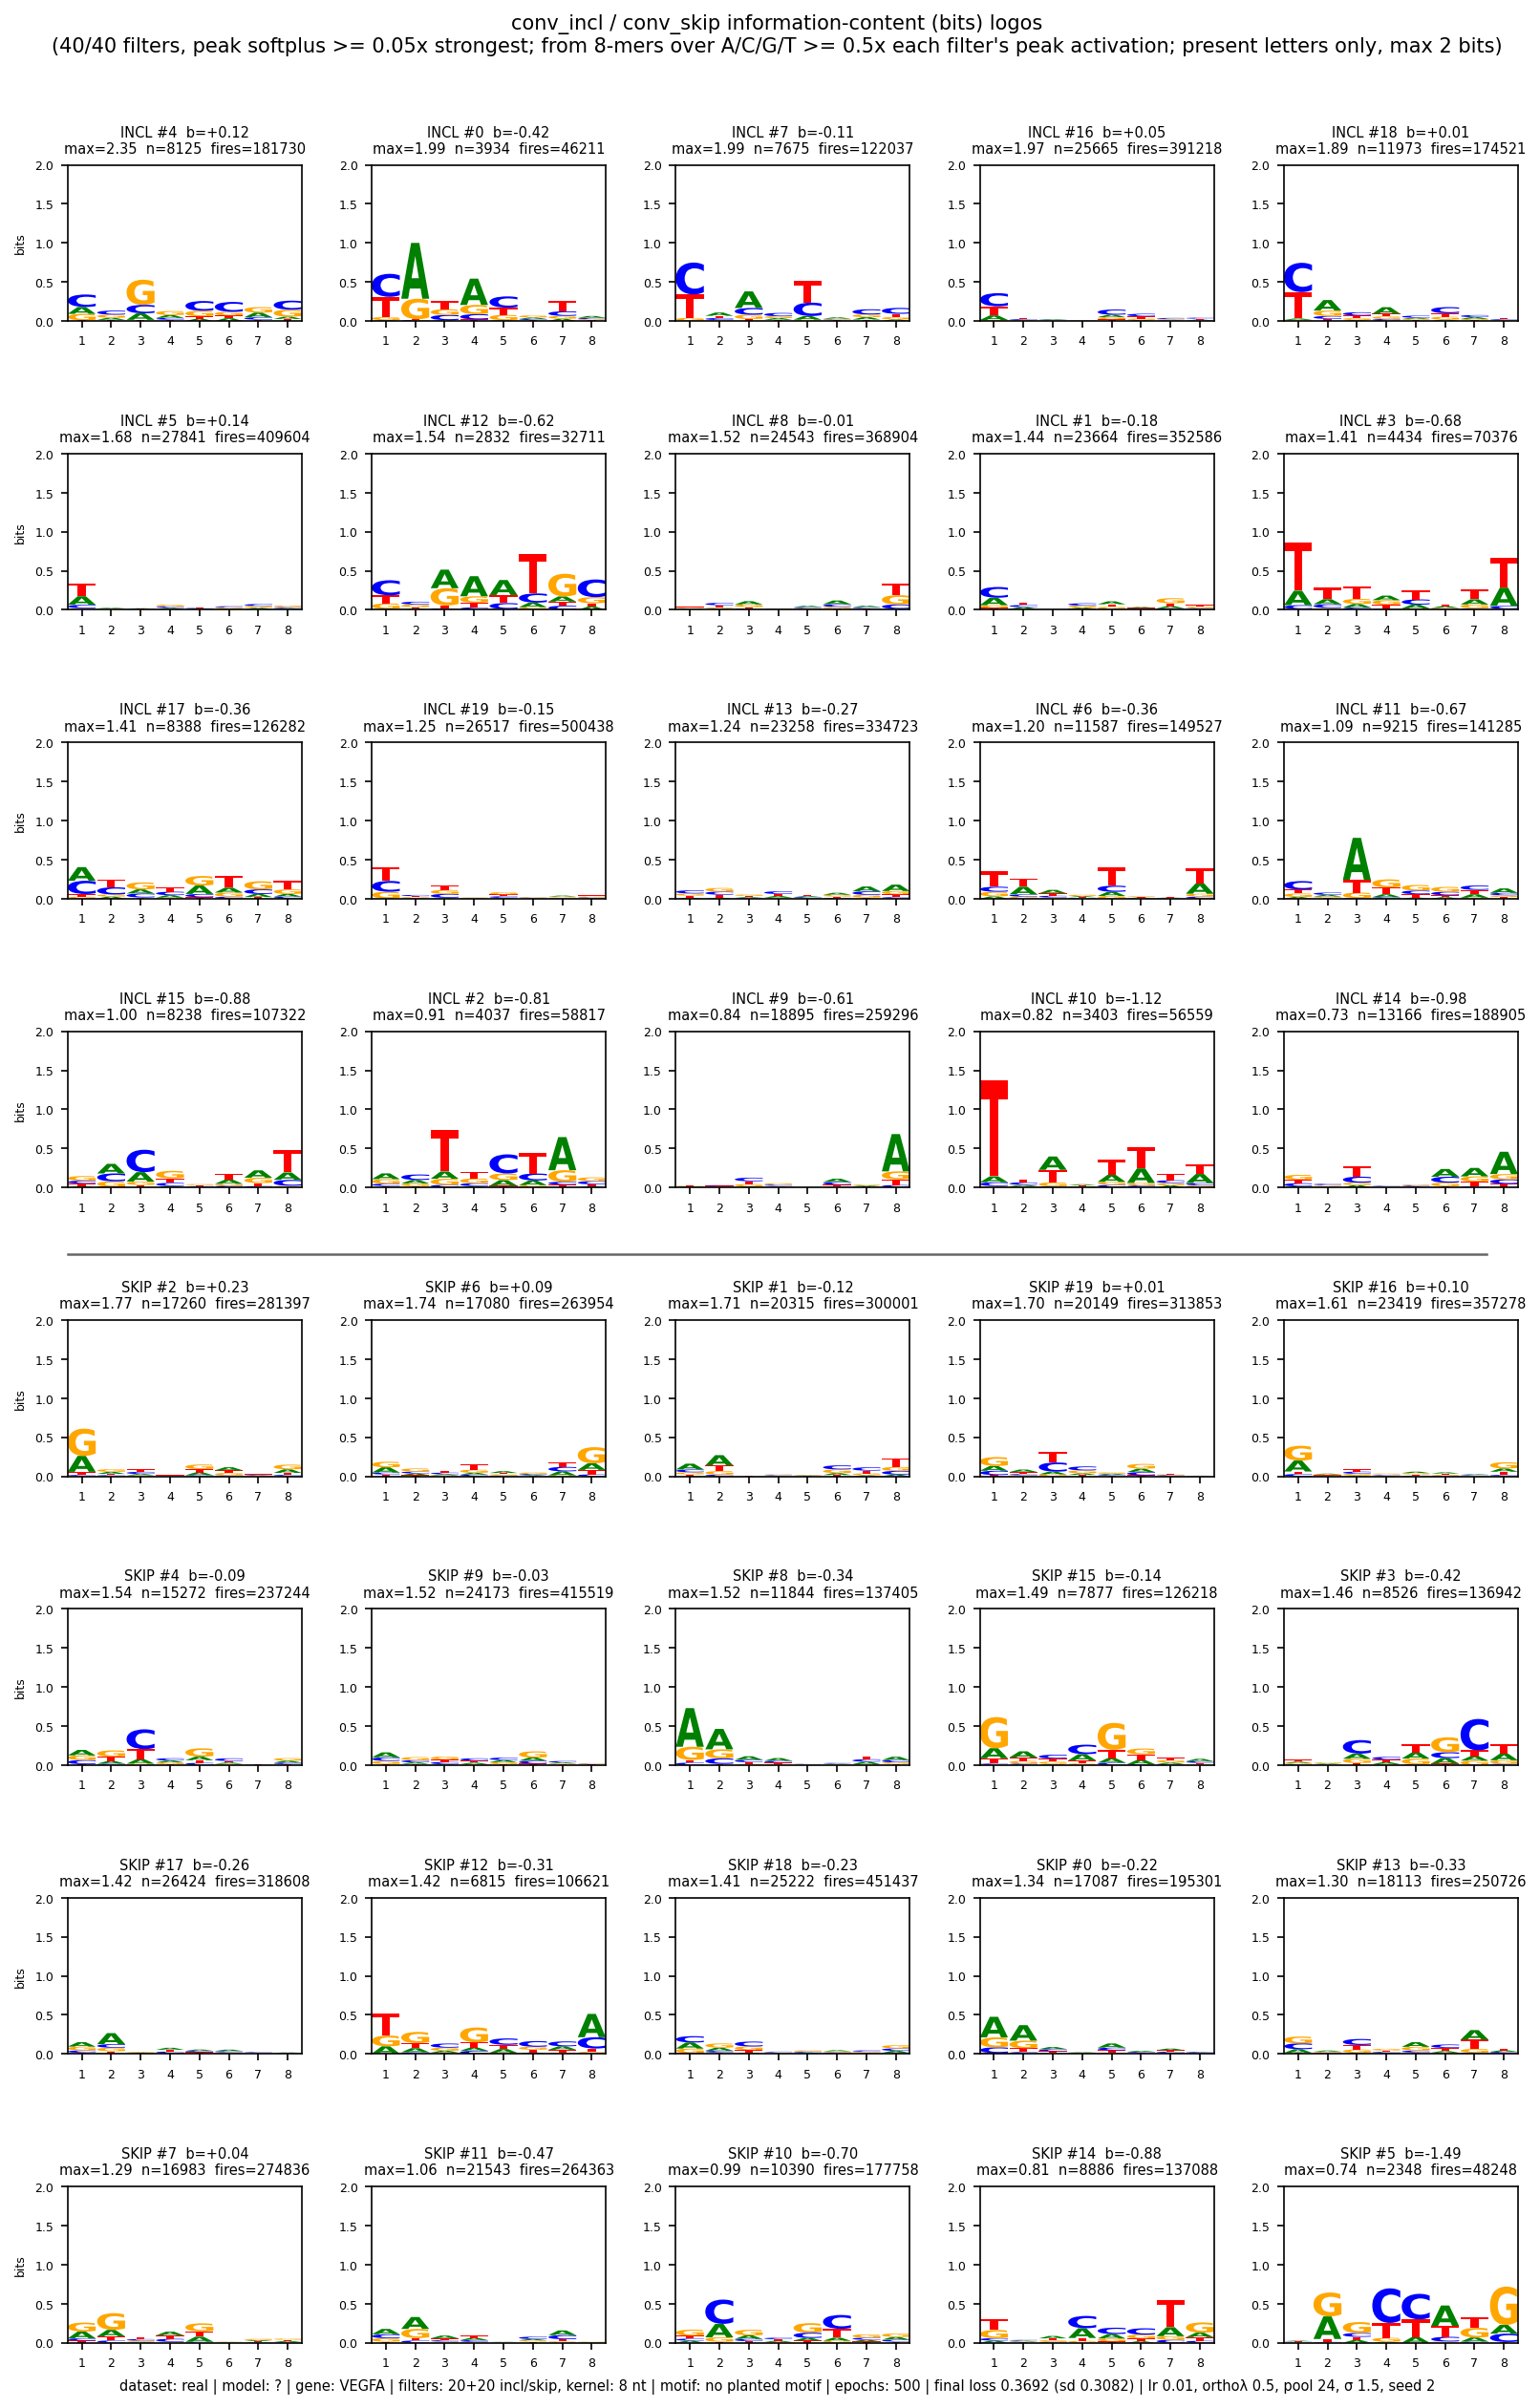 conv_incl / conv_skip information-content (bits) logos
(40/40 filters, peak softplus >= 0.05x strongest; from 8-mers over A/C/G/T >= 0.5x each filter's peak activation; present letters only, max 2 bits)
INCL #4 b=+0.12
max=2.35 n=8125 fires=181730
INCL #0 b=-0.42
max=1.99 n=3934 fires=46211
INCL #7 b=-0.11
max=1.99 n=7675 fires=122037
INCL #16 b=+0.05
max=1.97 n=25665 fires=391218
INCL #18 b=+0.01
max=1.89 n=11973 fires=174521
INCL #5 b=+0.14
max=1.68 n=27841 fires=409604
INCL #12 b=-0.62
max=1.54 n=2832 fires=32711
INCL #8 b=-0.01
max=1.52 n=24543 fires=368904
INCL #1 b=-0.18
max=1.44 n=23664 fires=352586
INCL #3 b=-0.68
max=1.41 n=4434 fires=70376
INCL #17 b=-0.36
max=1.41 n=8388 fires=126282
INCL #19 b=-0.15
max=1.25 n=26517 fires=500438
INCL #13 b=-0.27
max=1.24 n=23258 fires=334723
INCL #6 b=-0.36
max=1.20 n=11587 fires=149527
INCL #11 b=-0.67
max=1.09 n=9215 fires=141285
INCL #15 b=-0.88
max=1.00 n=8238 fires=107322
INCL #2 b=-0.81
max=0.91 n=4037 fires=58817
INCL #9 b=-0.61
max=0.84 n=18895 fires=259296
INCL #10 b=-1.12
max=0.82 n=3403 fires=56559
INCL #14 b=-0.98
max=0.73 n=13166 fires=188905
SKIP #2 b=+0.23
max=1.77 n=17260 fires=281397
SKIP #6 b=+0.09
max=1.74 n=17080 fires=263954
SKIP #1 b=-0.12
max=1.71 n=20315 fires=300001
SKIP #19 b=+0.01
max=1.70 n=20149 fires=313853
SKIP #16 b=+0.10
max=1.61 n=23419 fires=357278
SKIP #4 b=-0.09
max=1.54 n=15272 fires=237244
SKIP #9 b=-0.03
max=1.52 n=24173 fires=415519
SKIP #8 b=-0.34
max=1.52 n=11844 fires=137405
SKIP #15 b=-0.14
max=1.49 n=7877 fires=126218
SKIP #3 b=-0.42
max=1.46 n=8526 fires=136942
SKIP #17 b=-0.26
max=1.42 n=26424 fires=318608
SKIP #12 b=-0.31
max=1.42 n=6815 fires=106621
SKIP #18 b=-0.23
max=1.41 n=25222 fires=451437
SKIP #0 b=-0.22
max=1.34 n=17087 fires=195301
SKIP #13 b=-0.33
max=1.30 n=18113 fires=250726
SKIP #7 b=+0.04
max=1.29 n=16983 fires=274836
SKIP #11 b=-0.47
max=1.06 n=21543 fires=264363
SKIP #10 b=-0.70
max=0.99 n=10390 fires=177758
SKIP #14 b=-0.88
max=0.81 n=8886 fires=137088
SKIP #5 b=-1.49
max=0.74 n=2348 fires=48248
bits
2.0
1.5
1.0
0.5
0.0
1 2 3 4 5 6 7 8
dataset: real | model: ? | gene: VEGFA | filters: 20+20 incl/skip, kernel: 8 nt | motif: no planted motif | epochs: 500 | final loss 0.3692 (sd 0.3082) | lr 0.01, orthoλ 0.5, pool 24, σ 1.5, seed 2